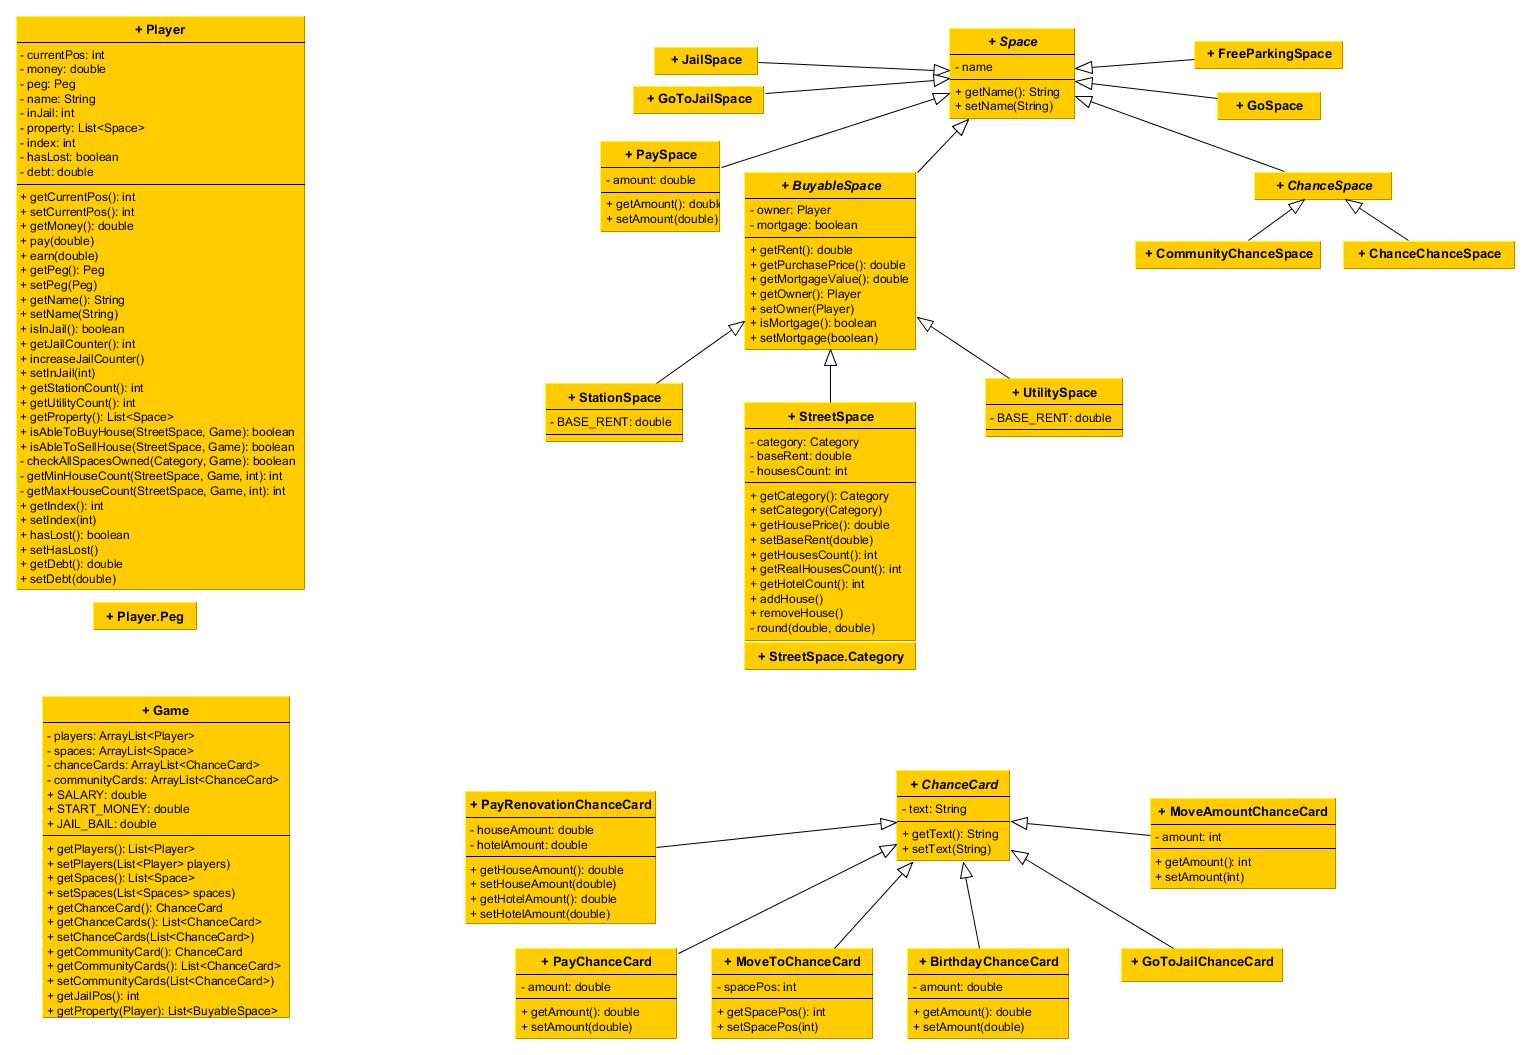 + Player
- currentPos: int
- money: double
- peg: Peg
- name: String
- inJail: int
- property: List<Space>
- index: int
- hasLost: boolean
- debt: double
+ getCurrentPos(): int
+ setCurrentPos(): int
+ getMoney(): double
+ pay(double)
+ earn(double)
+ getPeg(): Peg
+ setPeg(Peg)
+ getName(): String
+ setName(String)
+ isInJail(): boolean
+ getJailCounter(): int
+ increaseJailCounter()
+ setInJail(int)
+ getStationCount(): int
+ getUtilityCount(): int
+ getProperty(): List<Space>
+ isAbleToBuyHouse(StreetSpace, Game): boolean
+ isAbleToSellHouse(StreetSpace, Game): boolean
- checkAllSpacesOwned(Category, Game): boolean
- getMinHouseCount(StreetSpace, Game, int): int
- getMaxHouseCount(StreetSpace, Game, int): int
+ getIndex(): int
+ setIndex(int)
+ hasLost(): boolean
+ setHasLost()
+ getDebt(): double
+ setDebt(double)
+ Player.Peg
+ Space
- name
+ getName(): String
+ setName(String)
+ JailSpace
+ GoToJailSpace
+ FreeParkingSpace
+ GoSpace
+ PaySpace
- amount: double
+ getAmount(): doubl
+ setAmount(double)
+ BuyableSpace
- owner: Player
- mortgage: boolean
+ getRent(): double
+ getPurchasePrice(): double
+ getMortgageValue(): double
+ getOwner(): Player
+ setOwner(Player)
+ isMortgage(): boolean
+ setMortgage(boolean)
+ ChanceSpace
+ CommunityChanceSpace
+ ChanceChanceSpace
+ StationSpace
- BASE_RENT: double
+ StreetSpace
- category: Category
- baseRent: double
- housesCount: int
+ getCategory(): Category
+ setCategory(Category)
+ getHousePrice(): double
+ setBaseRent(double)
+ getHousesCount(): int
+ getRealHousesCount(): int
+ getHotelCount(): int
+ addHouse()
+ removeHouse()
- round(double, double)
+ StreetSpace.Category
+ UtilitySpace
- BASE_RENT: double
+ Game
- players: ArrayList<Player>
- spaces: ArrayList<Space>
- chanceCards: ArrayList<ChanceCard>
- communityCards: ArrayList<ChanceCard>
+ SALARY: double
+ START_MONEY: double
+ JAIL_BAIL: double
+ getPlayers(): List<Player>
+ setPlayers(List<Player> players)
+ getSpaces(): List<Space>
+ setSpaces(List<Spaces> spaces)
+ getChanceCard(): ChanceCard
+ getChanceCards(): List<ChanceCard>
+ setChanceCards(List<ChanceCard>)
+ getCommunityCard(): ChanceCard
+ getCommunityCards(): List<ChanceCard>
+ setCommunityCards(List<ChanceCard>)
+ getJailPos(): int
+ getProperty(Player): List<BuyableSpace>
+ ChanceCard
- text: String
+ getText(): String
+ setText(String)
+ PayRenovationChanceCard
- houseAmount: double
- hotelAmount: double
+ getHouseAmount(): double
+ setHouseAmount(double)
+ getHotelAmount(): double
+ setHotelAmount(double)
+ MoveAmountChanceCard
- amount: int
+ getAmount(): int
+ setAmount(int)
+ PayChanceCard
- amount: double
+ getAmount(): double
+ setAmount(double)
+ MoveToChanceCard
- spacePos: int
+ getSpacePos(): int
+ setSpacePos(int)
+ BirthdayChanceCard
- amount: double
+ getAmount(): double
+ setAmount(double)
+ GoToJailChanceCard